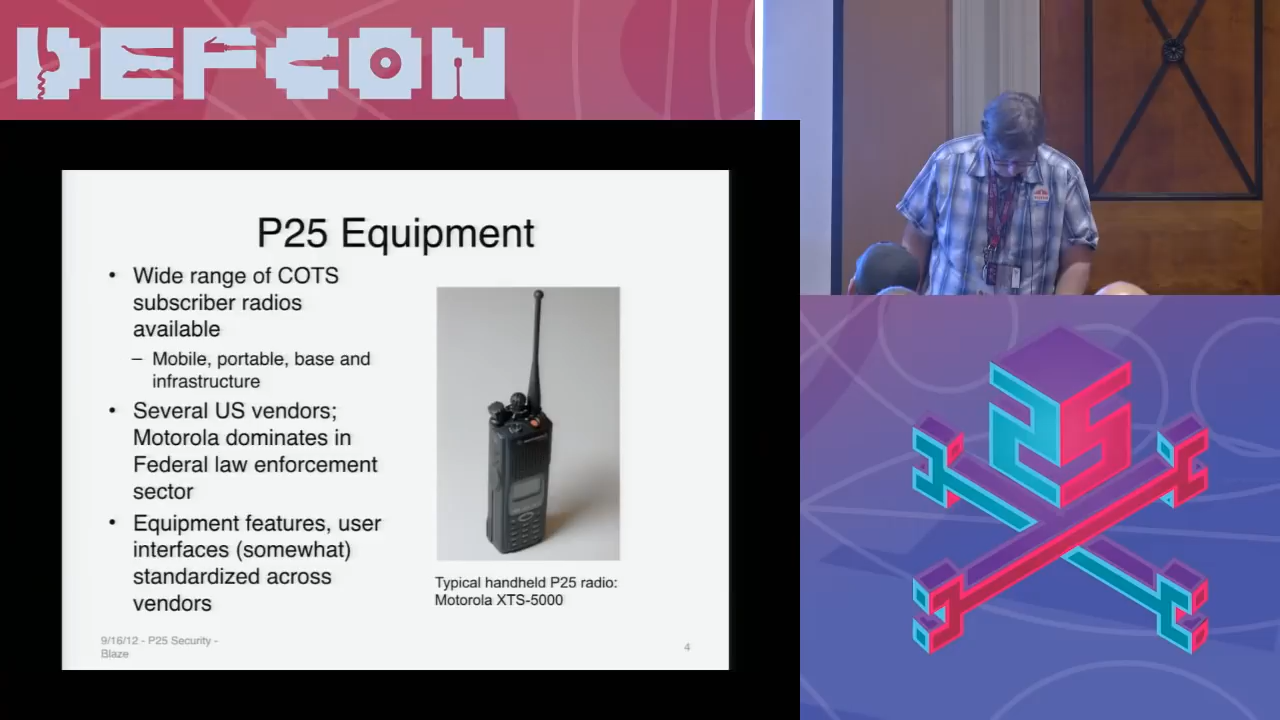 DEFCON
P25 Equipment
• Wide range of COTS
subscriber radios
available
– Mobile, portable, base and
infrastructure
• Several US vendors;
Motorola dominates in
Federal law enforcement
sector
• Equipment features, user
interfaces (somewhat)
standardized across
vendors
Typical handheld P25 radio:
Motorola XTS-5000
9/16/12 - P25 Security -
Blaze
4
25